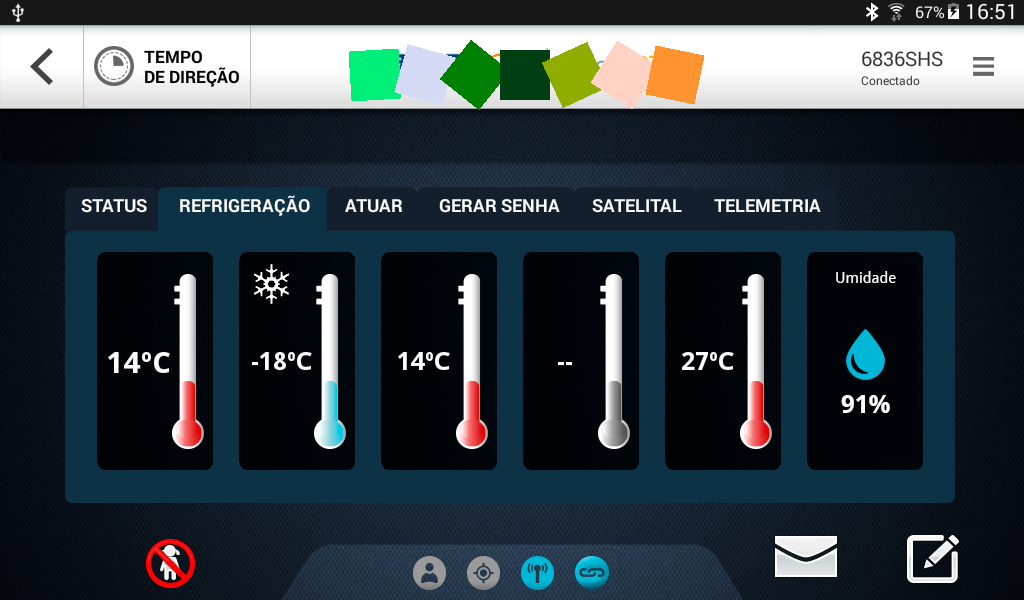 67% 16:51
TEMPO
DE DIREÇÃO
6836SHS
Conectado
STATUS REFRIGERAÇÃO ATUAR GERAR SENHA SATELITAL TELEMETRIA
Umidade
14ºC -18ºC 14ºC -- 27ºC
91%